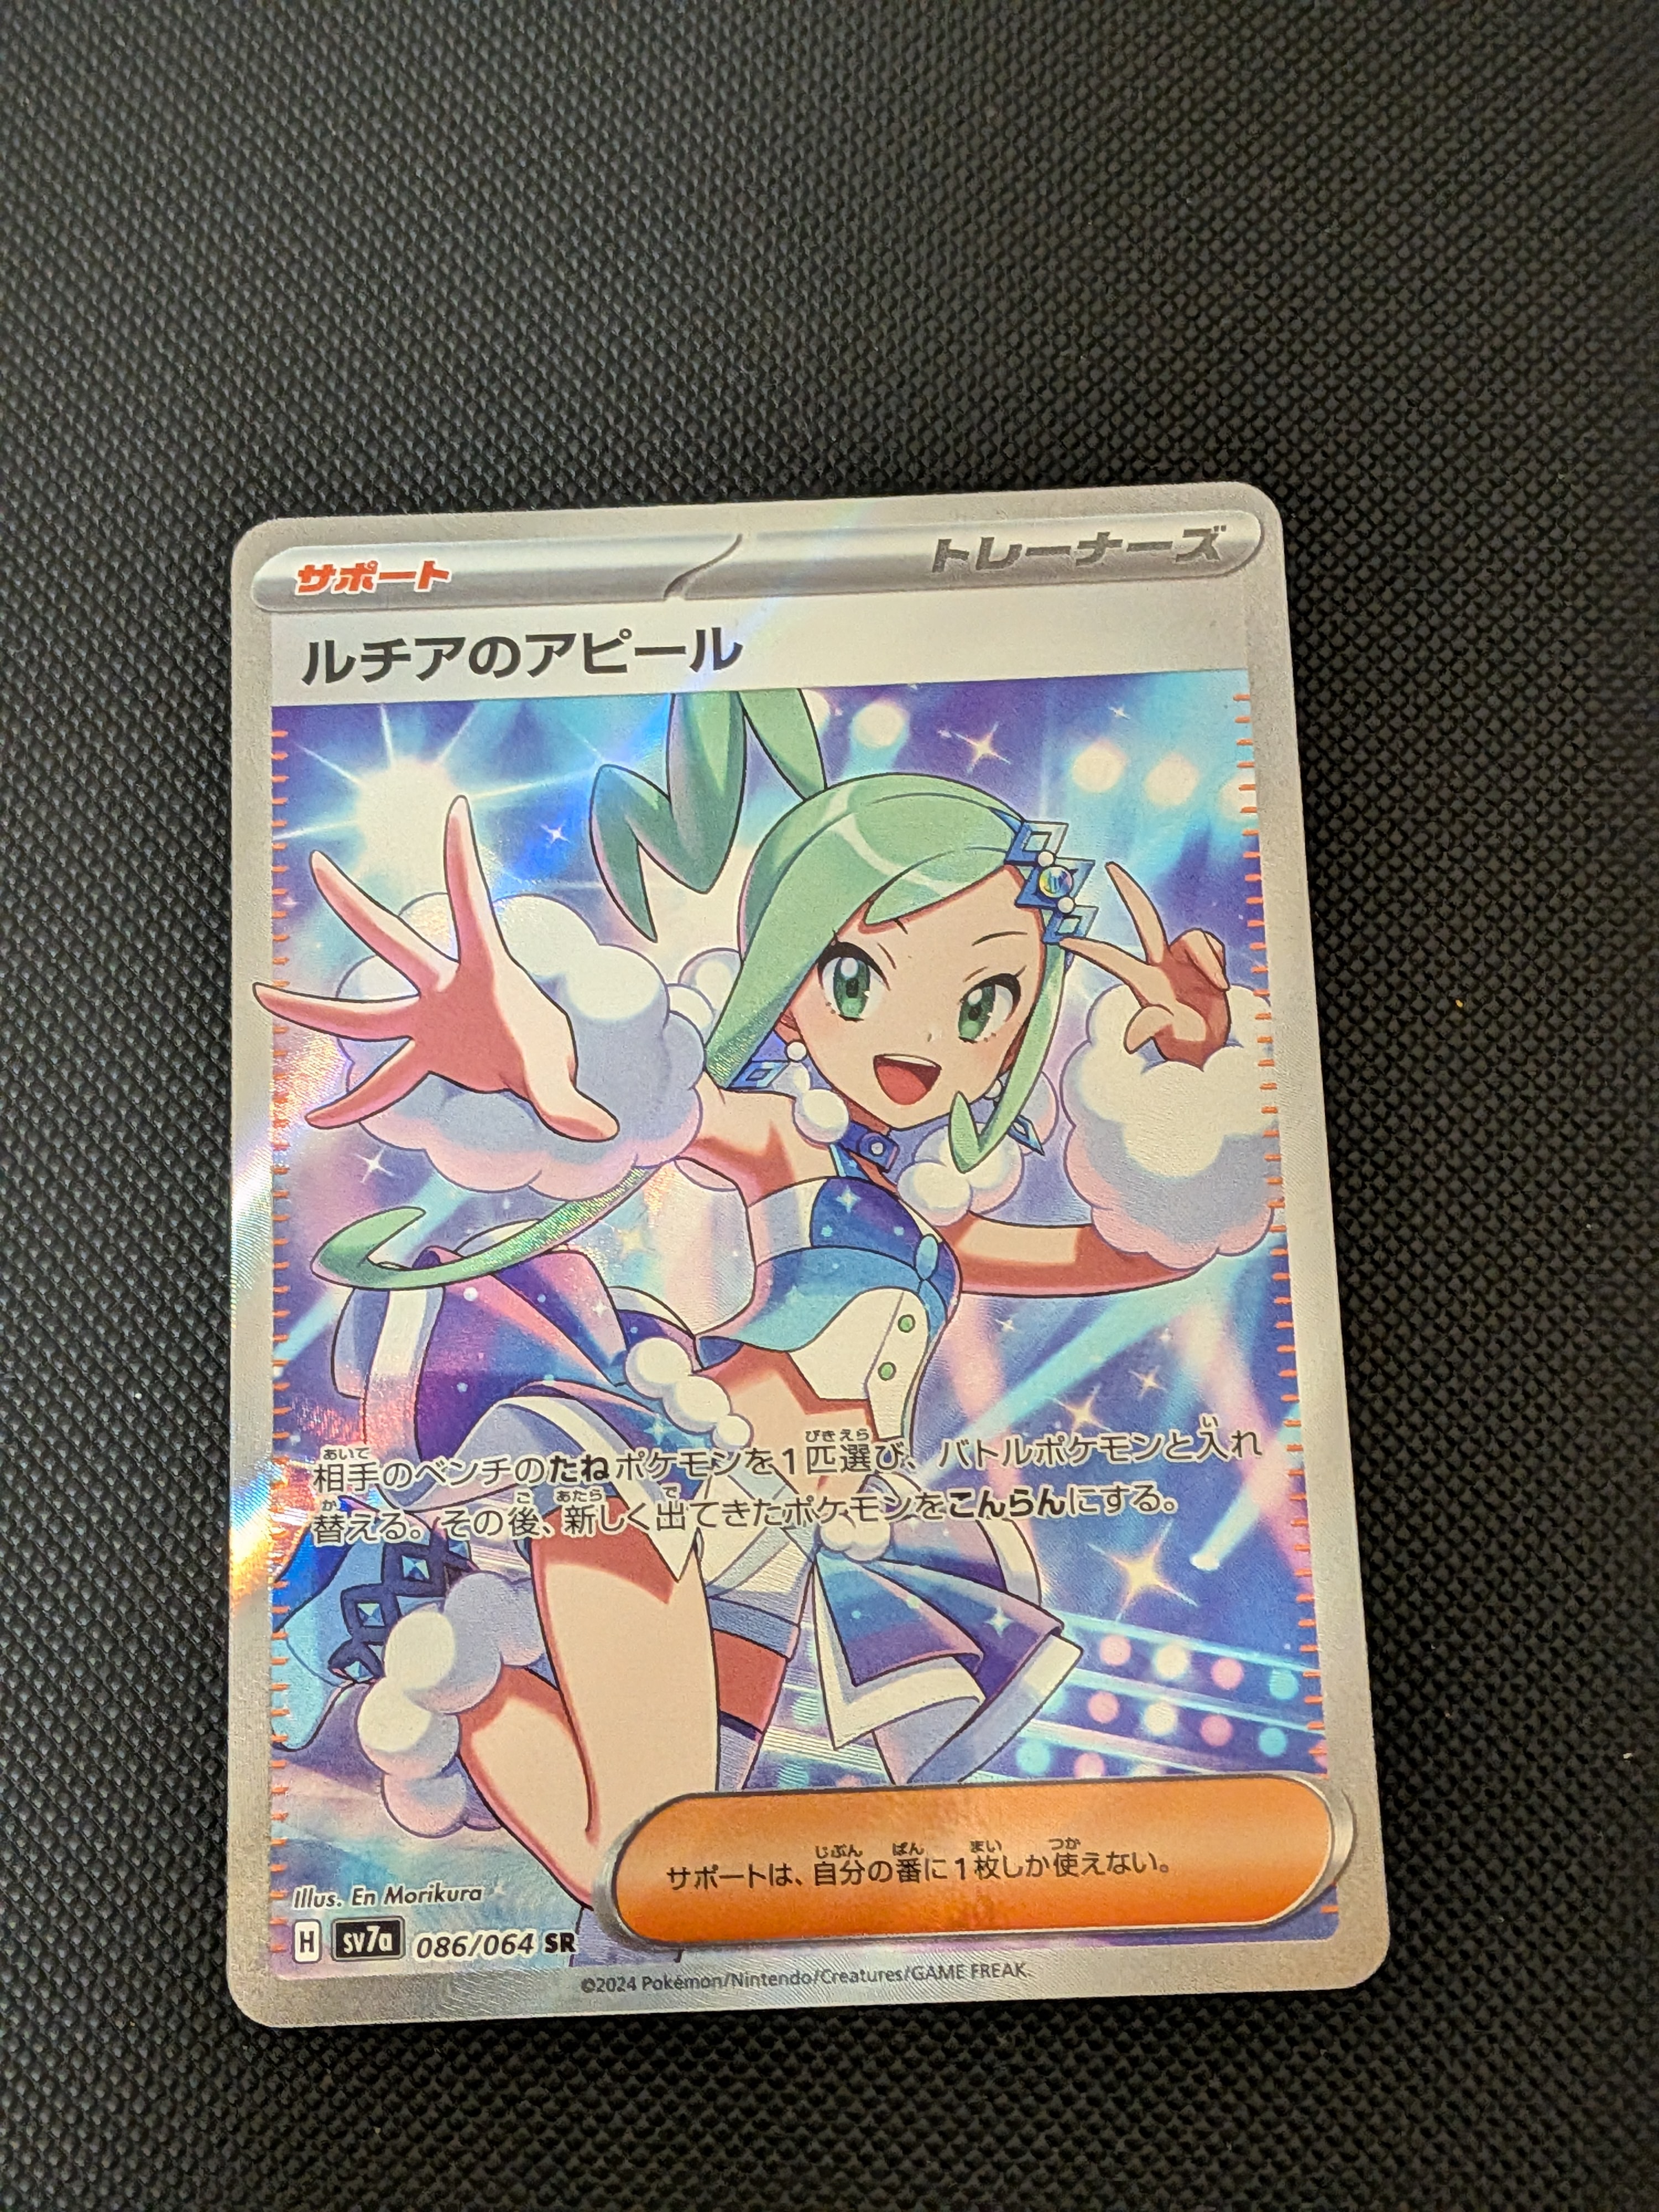 サポート
トレーナーズ
ルチアのアピール
相手のベンチのたねポケモンを1匹選び、バトルポケモンと入れ
替える。その後、新しく出てきたポケモンをこんらんにする。
サポートは、自分の番に1枚しか使えない。
Illus. En Morikura
H sv7a 086/064 SR
©2024 Pokémon/Nintendo/Creatures/GAME FREAK.